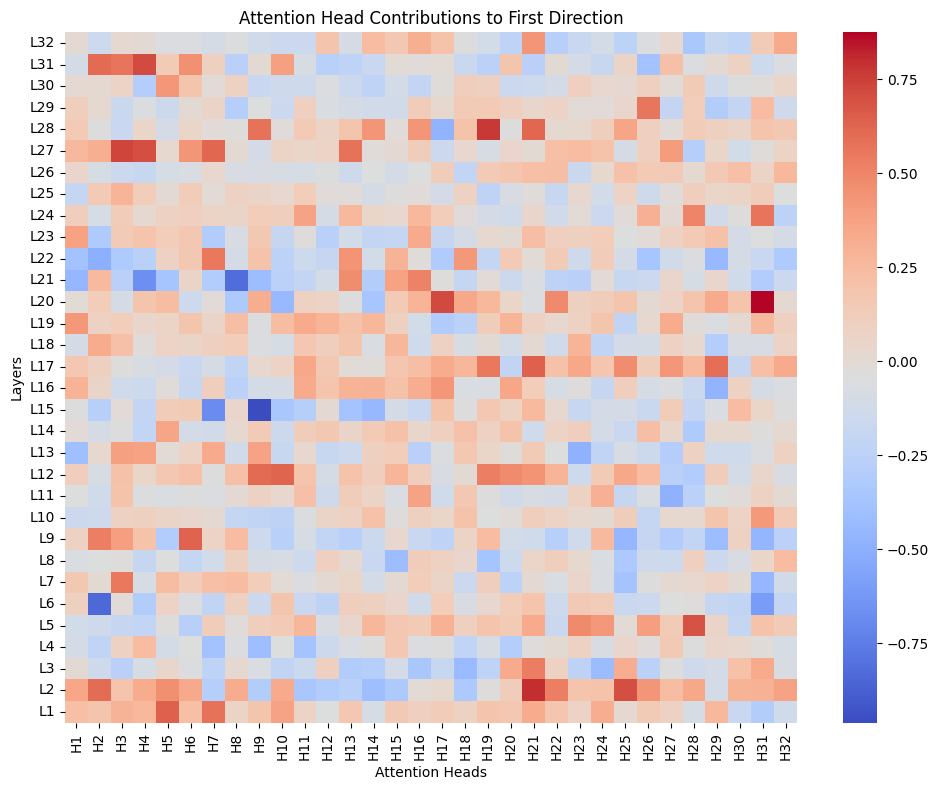 Attention Head Contributions to First Direction
Layers
L32
L31
L30
L29
L28
L27
L26
L25
L24
L23
L22
L21
L20
L19
L18
L17
L16
L15
L14
L13
L12
L11
L10
L9
L8
L7
L6
L5
L4
L3
L2
L1
H1 H2 H3 H4 H5 H6 H7 H8 H9 H10 H11 H12 H13 H14 H15 H16 H17 H18 H19 H20 H21 H22 H23 H24 H25 H26 H27 H28 H29 H30 H31 H32
Attention Heads
0.75
0.50
0.25
0.00
−0.25
−0.50
−0.75